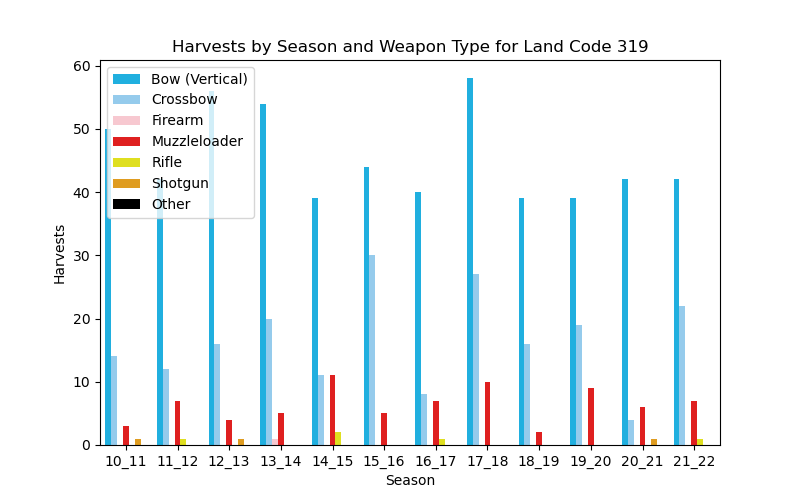 Harvests by Season and Weapon Type for Land Code 319
60
50
40
30
20
10
0
Harvests
Bow (Vertical)
Crossbow
Firearm
Muzzleloader
Rifle
Shotgun
Other
10_11 11_12 12_13 13_14 14_15 15_16 16_17 17_18 18_19 19_20 20_21 21_22
Season